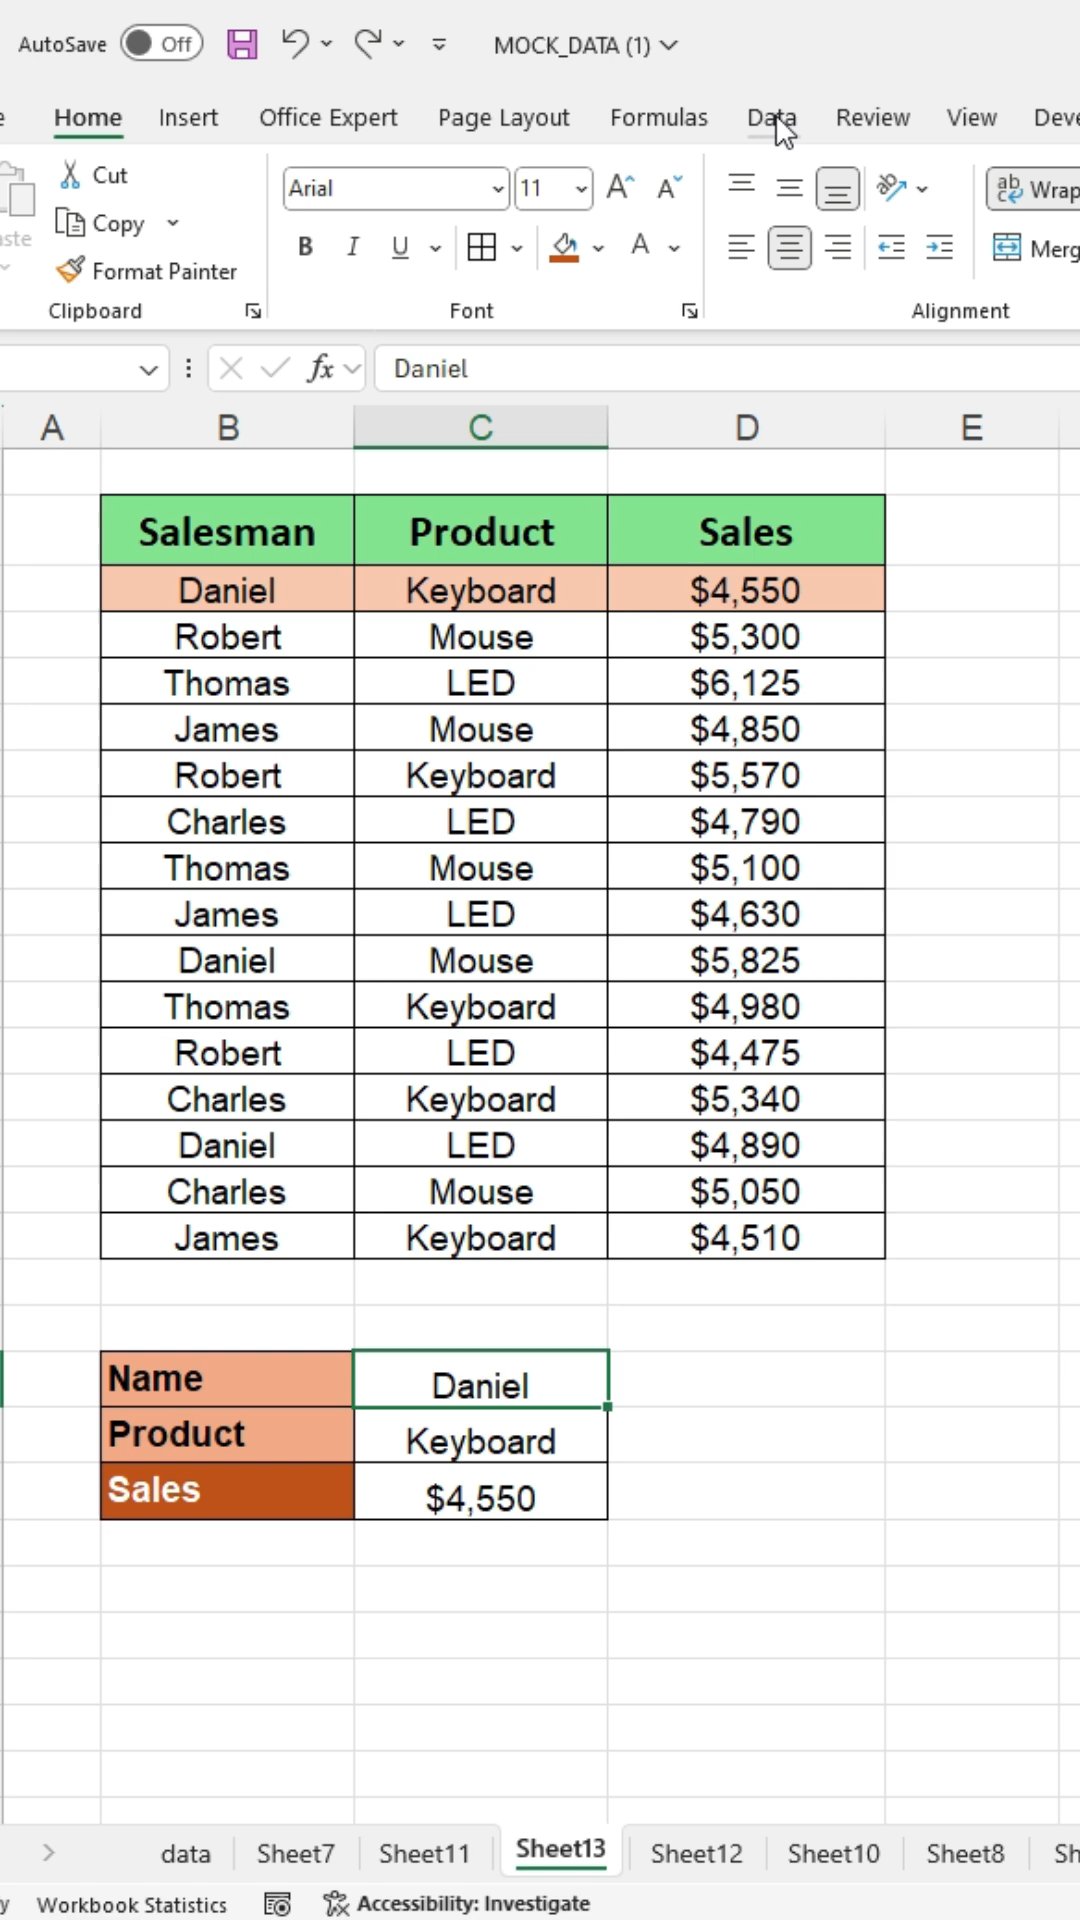 AutoSave Off MOCK_DATA (1)
Home Insert Office Expert Page Layout Formulas Data Review View
Cut
Copy
Format Painter
Clipboard
Arial 11
B I U A
Font
ab
Wrap
Alignment
fx Daniel
A B C D E
Salesman Product Sales
Daniel Keyboard $4,550
Robert Mouse $5,300
Thomas LED $6,125
James Mouse $4,850
Robert Keyboard $5,570
Charles LED $4,790
Thomas Mouse $5,100
James LED $4,630
Daniel Mouse $5,825
Thomas Keyboard $4,980
Robert LED $4,475
Charles Keyboard $5,340
Daniel LED $4,890
Charles Mouse $5,050
James Keyboard $4,510
Name Daniel
Product Keyboard
Sales $4,550
data Sheet7 Sheet11 Sheet13 Sheet12 Sheet10 Sheet8
Workbook Statistics Accessibility: Investigate